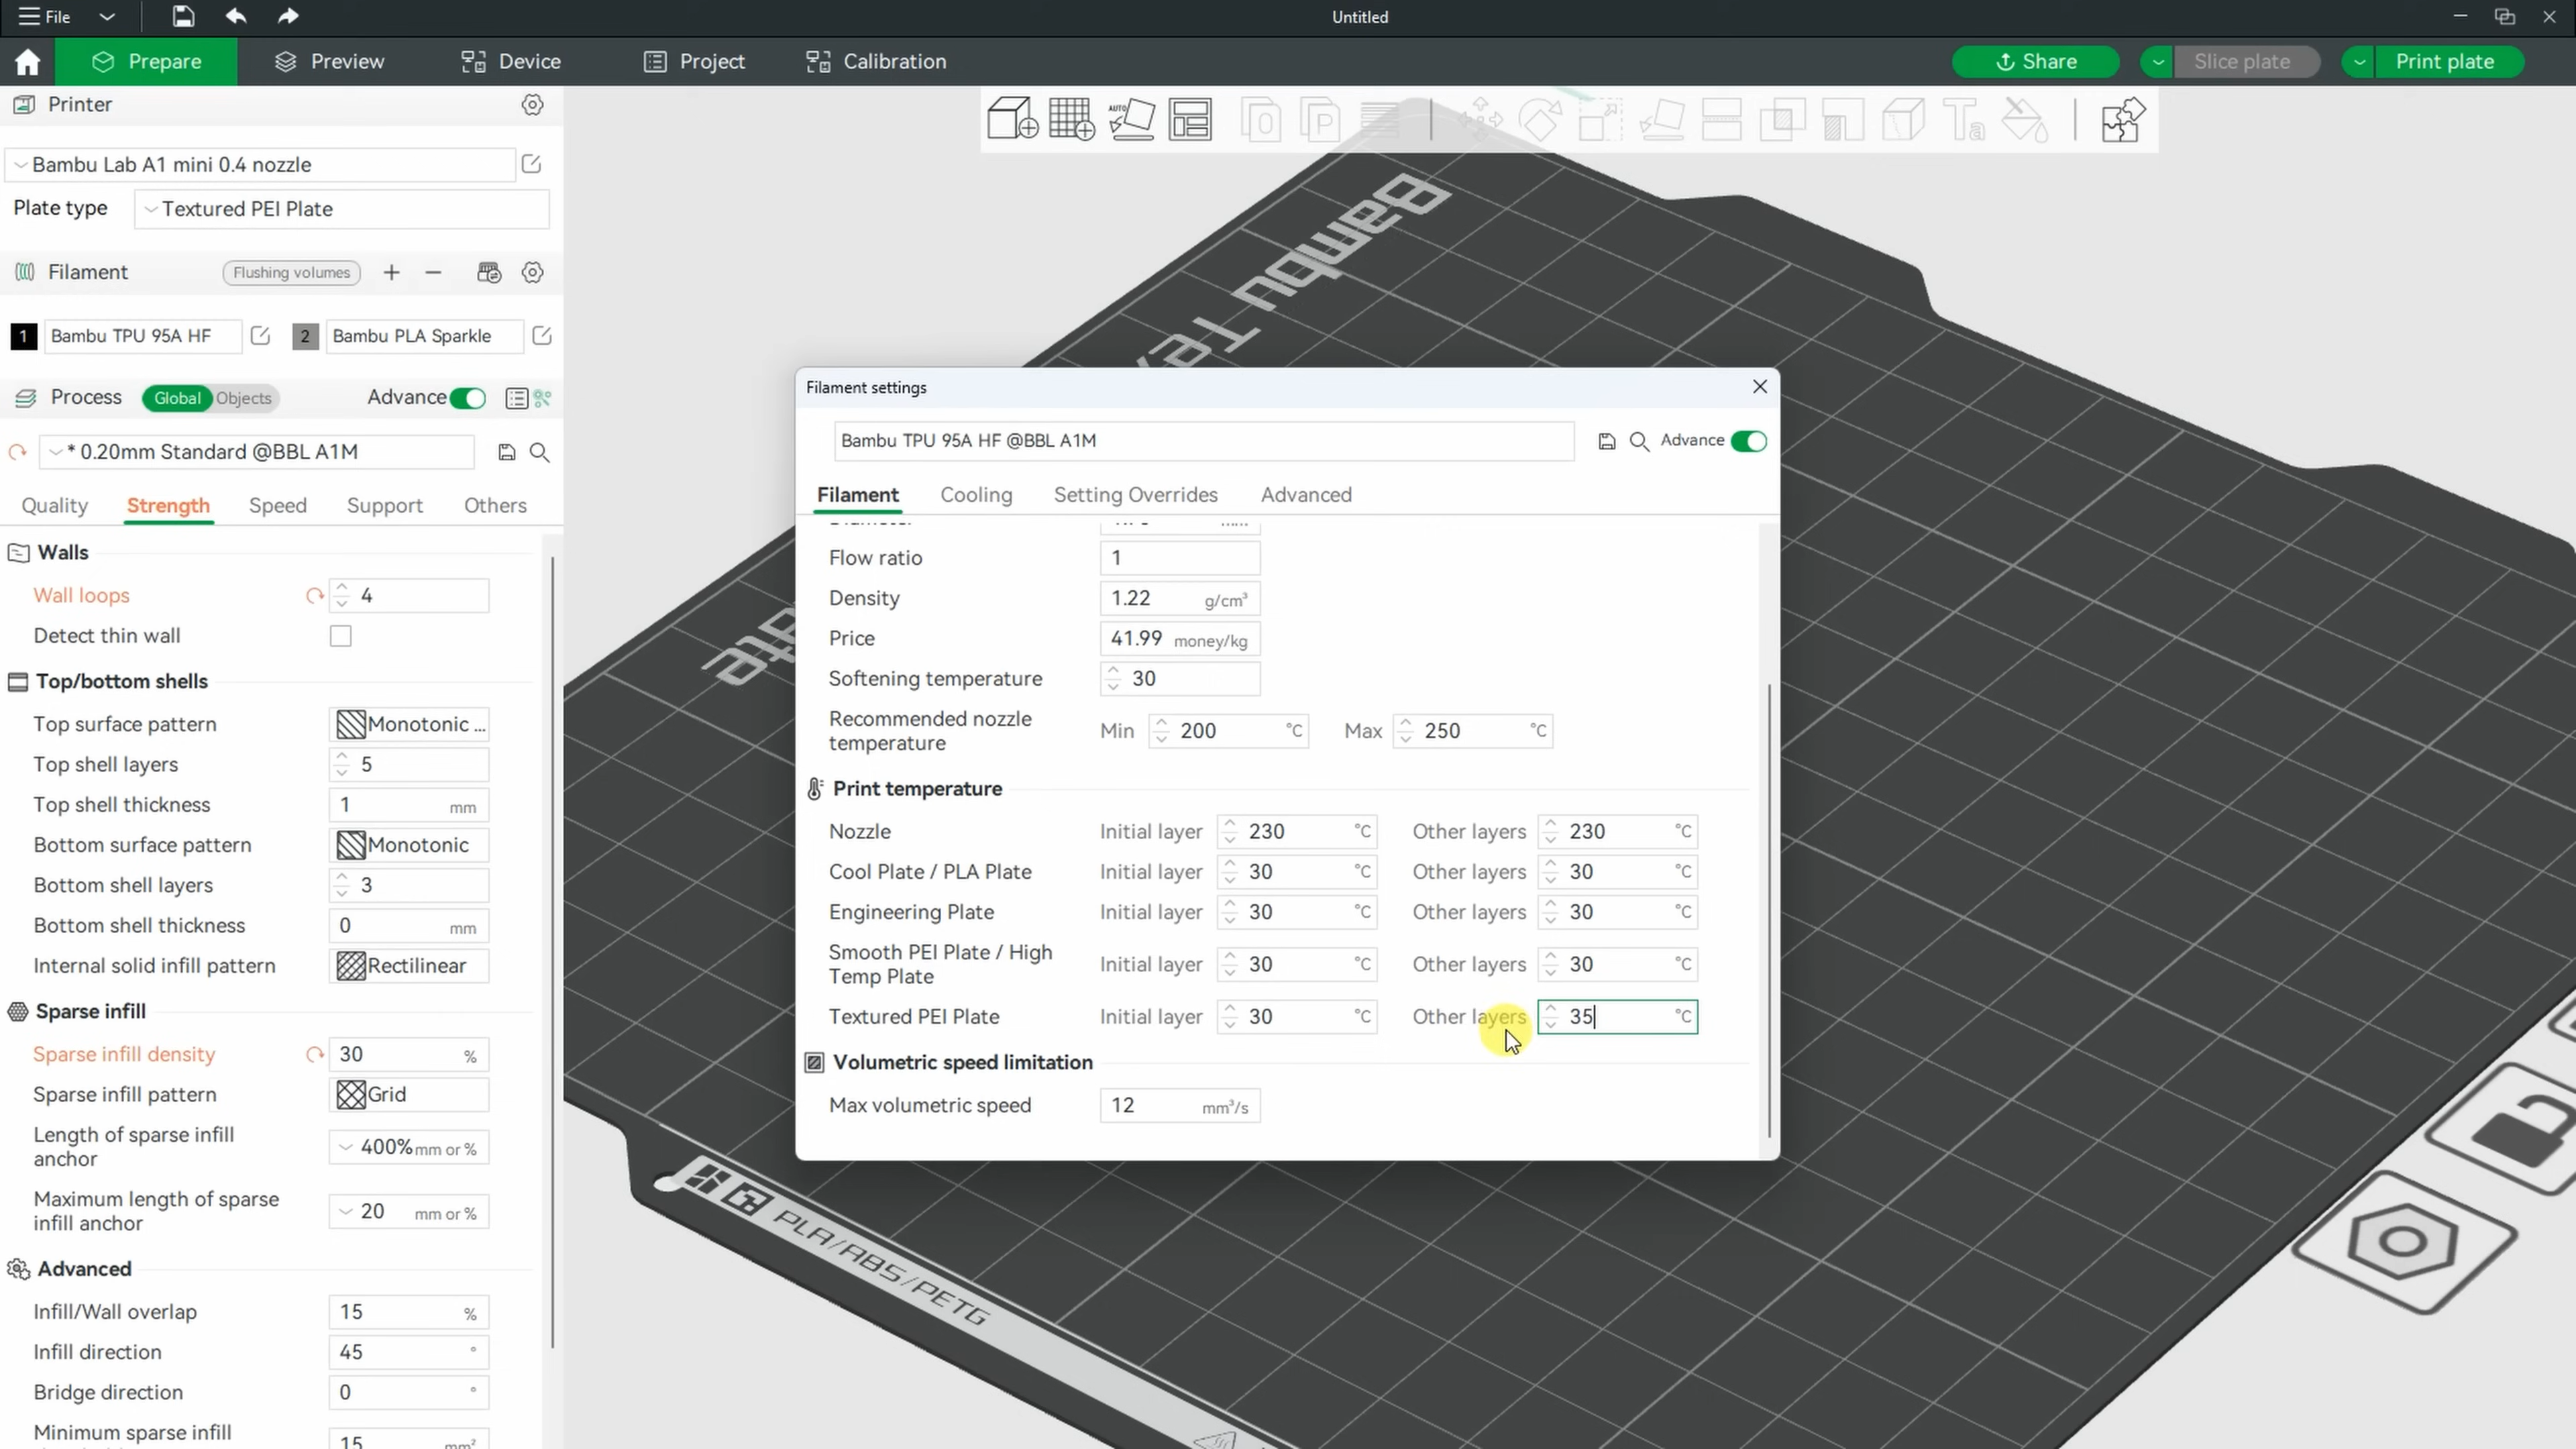 File
Untitled
Prepare
Preview
Device
Project
Calibration
Share
Slice plate
Print plate
Printer
Bambu Lab A1 mini 0.4 nozzle
Plate type
Textured PEI Plate
Filament
Flushing volumes
1
Bambu TPU 95A HF
2
Bambu PLA Sparkle
Process
Global
Objects
Advance
* 0.20mm Standard @BBL A1M
Quality
Strength
Speed
Support
Others
Walls
Wall loops
4
Detect thin wall
Top/bottom shells
Top surface pattern
Monotonic ...
Top shell layers
5
Top shell thickness
1 mm
Bottom surface pattern
Monotonic
Bottom shell layers
3
Bottom shell thickness
0 mm
Internal solid infill pattern
Rectilinear
Sparse infill
Sparse infill density
30 %
Sparse infill pattern
Grid
Length of sparse infill
anchor
400% mm or %
Maximum length of sparse
infill anchor
20 mm or %
Advanced
Infill/Wall overlap
15 %
Infill direction
45 °
Bridge direction
0 °
Minimum sparse infill
15 mm²
AUTO
Bambu Tex
ate
Filament settings
Bambu TPU 95A HF @BBL A1M
Advance
Filament
Cooling
Setting Overrides
Advanced
Flow ratio
1
Density
1.22 g/cm³
Price
41.99 money/kg
Softening temperature
30
Recommended nozzle
temperature
Min 200 °C Max 250 °C
Print temperature
Nozzle Initial layer 230 °C Other layers 230 °C
Cool Plate / PLA Plate Initial layer 30 °C Other layers 30 °C
Engineering Plate Initial layer 30 °C Other layers 30 °C
Smooth PEI Plate / High
Temp Plate
Initial layer 30 °C Other layers 30 °C
Textured PEI Plate Initial layer 30 °C Other layers 35 °C
Volumetric speed limitation
Max volumetric speed
12 mm³/s
PLA/ABS/PETG